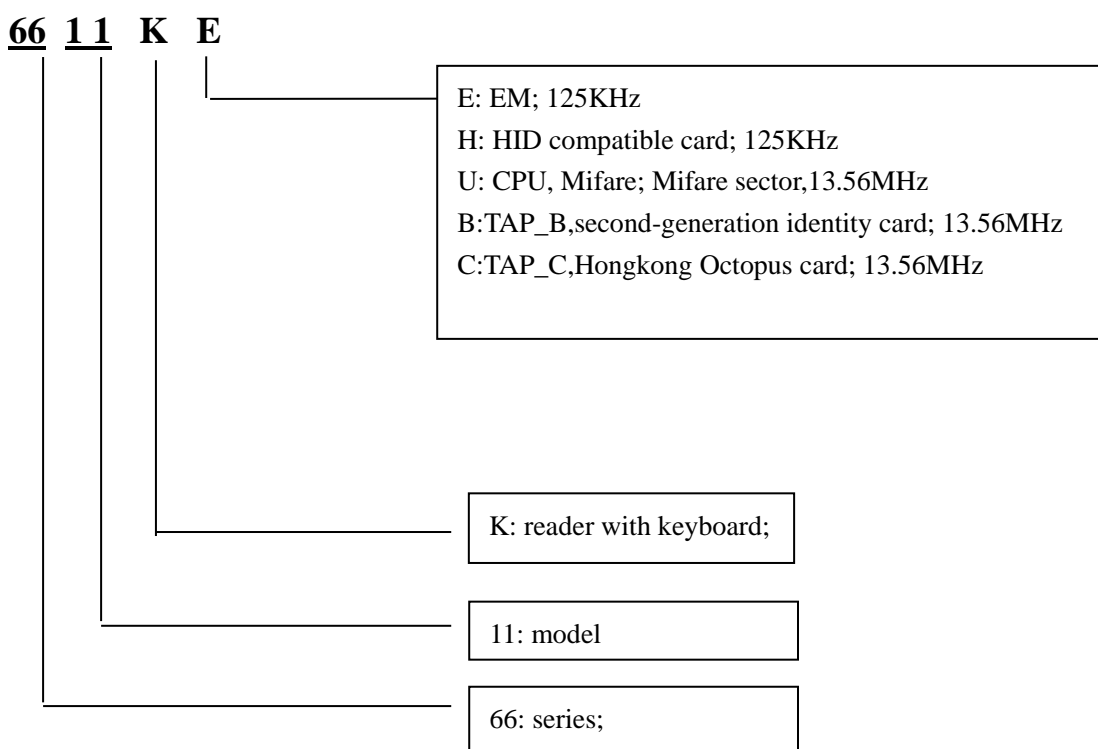 66 1 1 K E
E: EM; 125KHz
H: HID compatible card; 125KHz
U: CPU, Mifare; Mifare sector,13.56MHz
B:TAP_B,second-generation identity card; 13.56MHz
C:TAP_C,Hongkong Octopus card; 13.56MHz
K: reader with keyboard;
11: model
66: series;